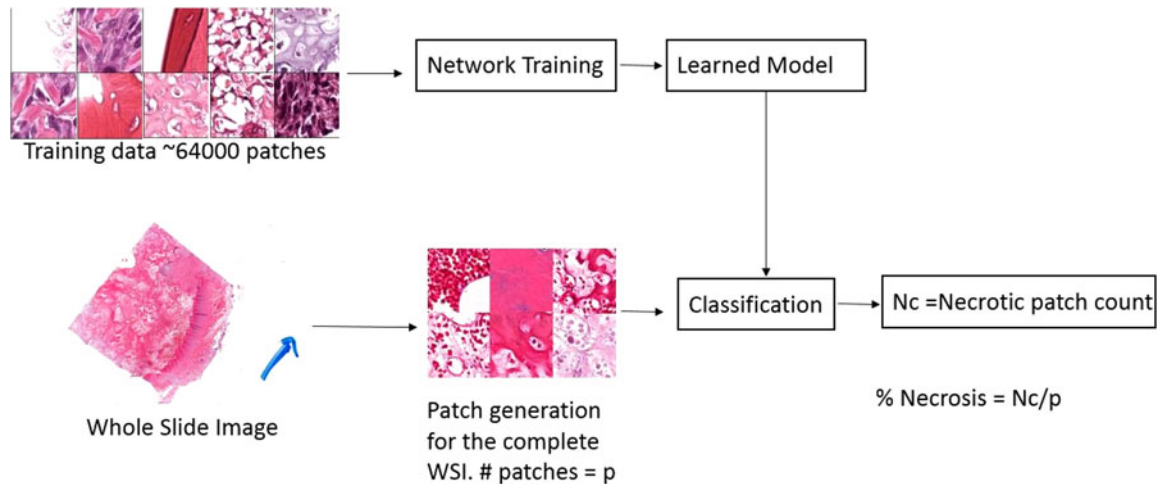 Network Training
Learned Model
Training data ~64000 patches
Classification
Nc =Necrotic patch count
Whole Slide Image
Patch generation
for the complete
WSI. # patches = p
% Necrosis = Nc/p